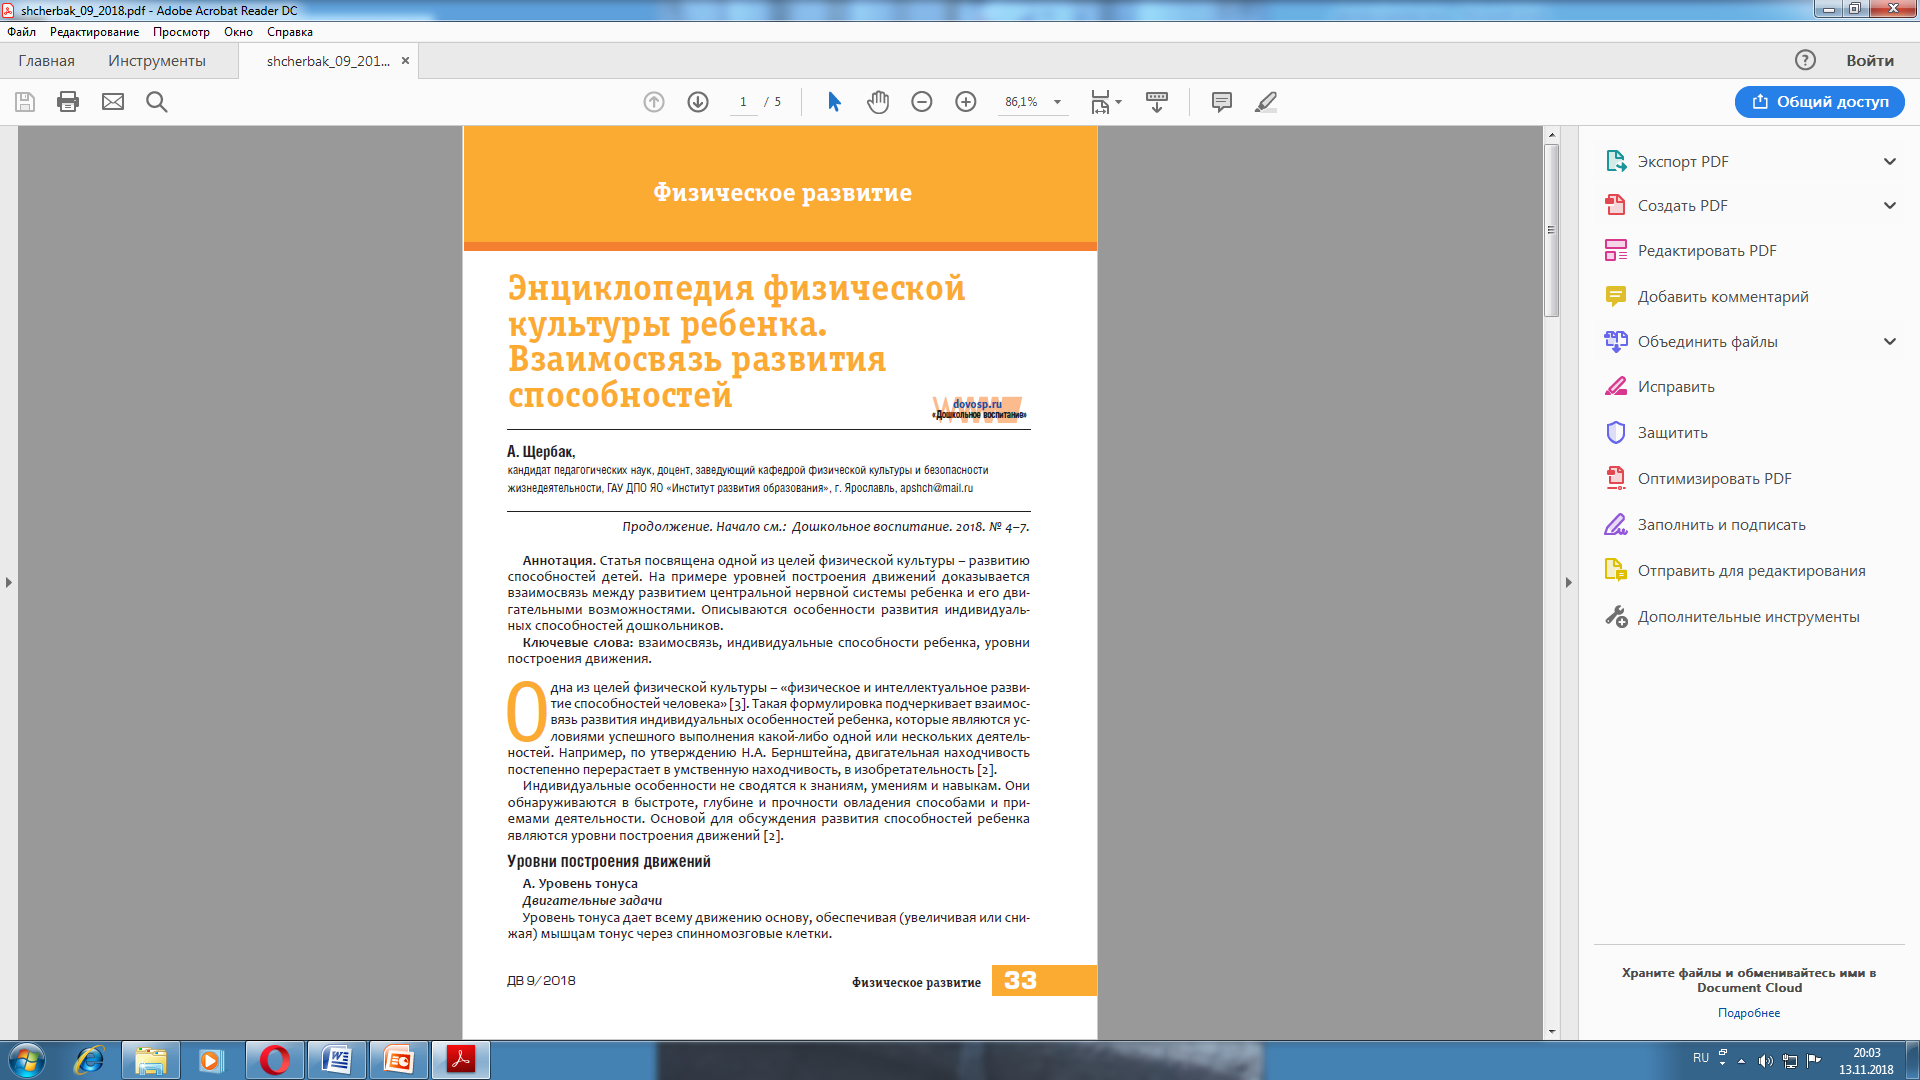 shcherbak_09_2018.pdf - Adobe Acrobat Reader DC
Файл Редактирование Просмотр Окно Справка
Главная Инструменты shcherbak_09_201... × Войти
1 / 5 86,1% Общий доступ
Физическое развитие
Энциклопедия физической
культуры ребенка.
Взаимосвязь развития
способностей
www
dovosp.ru
«Дошкольное воспитание»
А. Щербак,
кандидат педагогических наук, доцент, заведующий кафедрой физической культуры и безопасности
жизнедеятельности, ГАУ ДПО ЯО «Институт развития образования», г. Ярославль, apshch@mail.ru
Продолжение. Начало см.: Дошкольное воспитание. 2018. № 4–7.
Аннотация. Статья посвящена одной из целей физической культуры – развитию
способностей детей. На примере уровней построения движений доказывается
взаимосвязь между развитием центральной нервной системы ребенка и его дви-
гательными возможностями. Описываются особенности развития индивидуаль-
ных способностей дошкольников.
Ключевые слова: взаимосвязь, индивидуальные способности ребенка, уровни
построения движения.
Одна из целей физической культуры – «физическое и интеллектуальное разви-
тие способностей человека» [3]. Такая формулировка подчеркивает взаимос-
вязь развития индивидуальных особенностей ребенка, которые являются ус-
ловиями успешного выполнения какой-либо одной или нескольких деятель-
ностей. Например, по утверждению Н.А. Бернштейна, двигательная находчивость
постепенно перерастает в умственную находчивость, в изобретательность [2].
Индивидуальные особенности не сводятся к знаниям, умениям и навыкам. Они
обнаруживаются в быстроте, глубине и прочности овладения способами и при-
емами деятельности. Основой для обсуждения развития способностей ребенка
являются уровни построения движений [2].
Уровни построения движений
А. Уровень тонуса
Двигательные задачи
Уровень тонуса дает всему движению основу, обеспечивая (увеличивая или сни-
жая) мышцам тонус через спинномозговые клетки.
ДВ 9/2018 Физическое развитие 33
Экспорт PDF
Создать PDF
Редактировать PDF
Добавить комментарий
Объединить файлы
Исправить
Защитить
Оптимизировать PDF
Заполнить и подписать
Отправить для редактирования
Дополнительные инструменты
Храните файлы и обменивайтесь ими в
Document Cloud
Подробнее
RU 20:03
13.11.2018